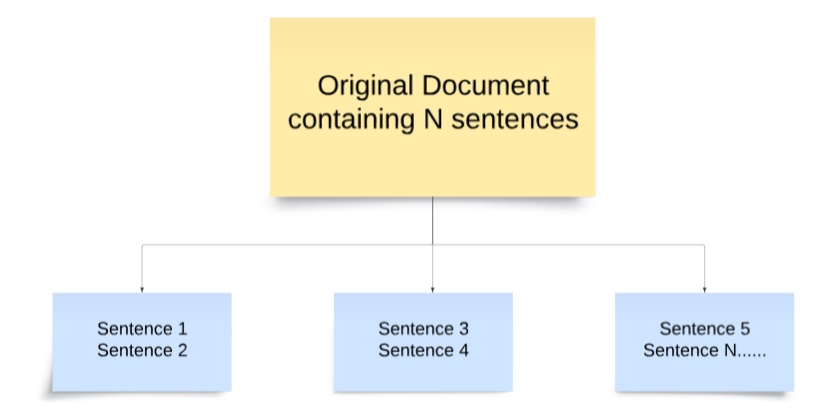 Original Document
containing N sentences
Sentence 1
Sentence 2
Sentence 3
Sentence 4
Sentence 5
Sentence N......